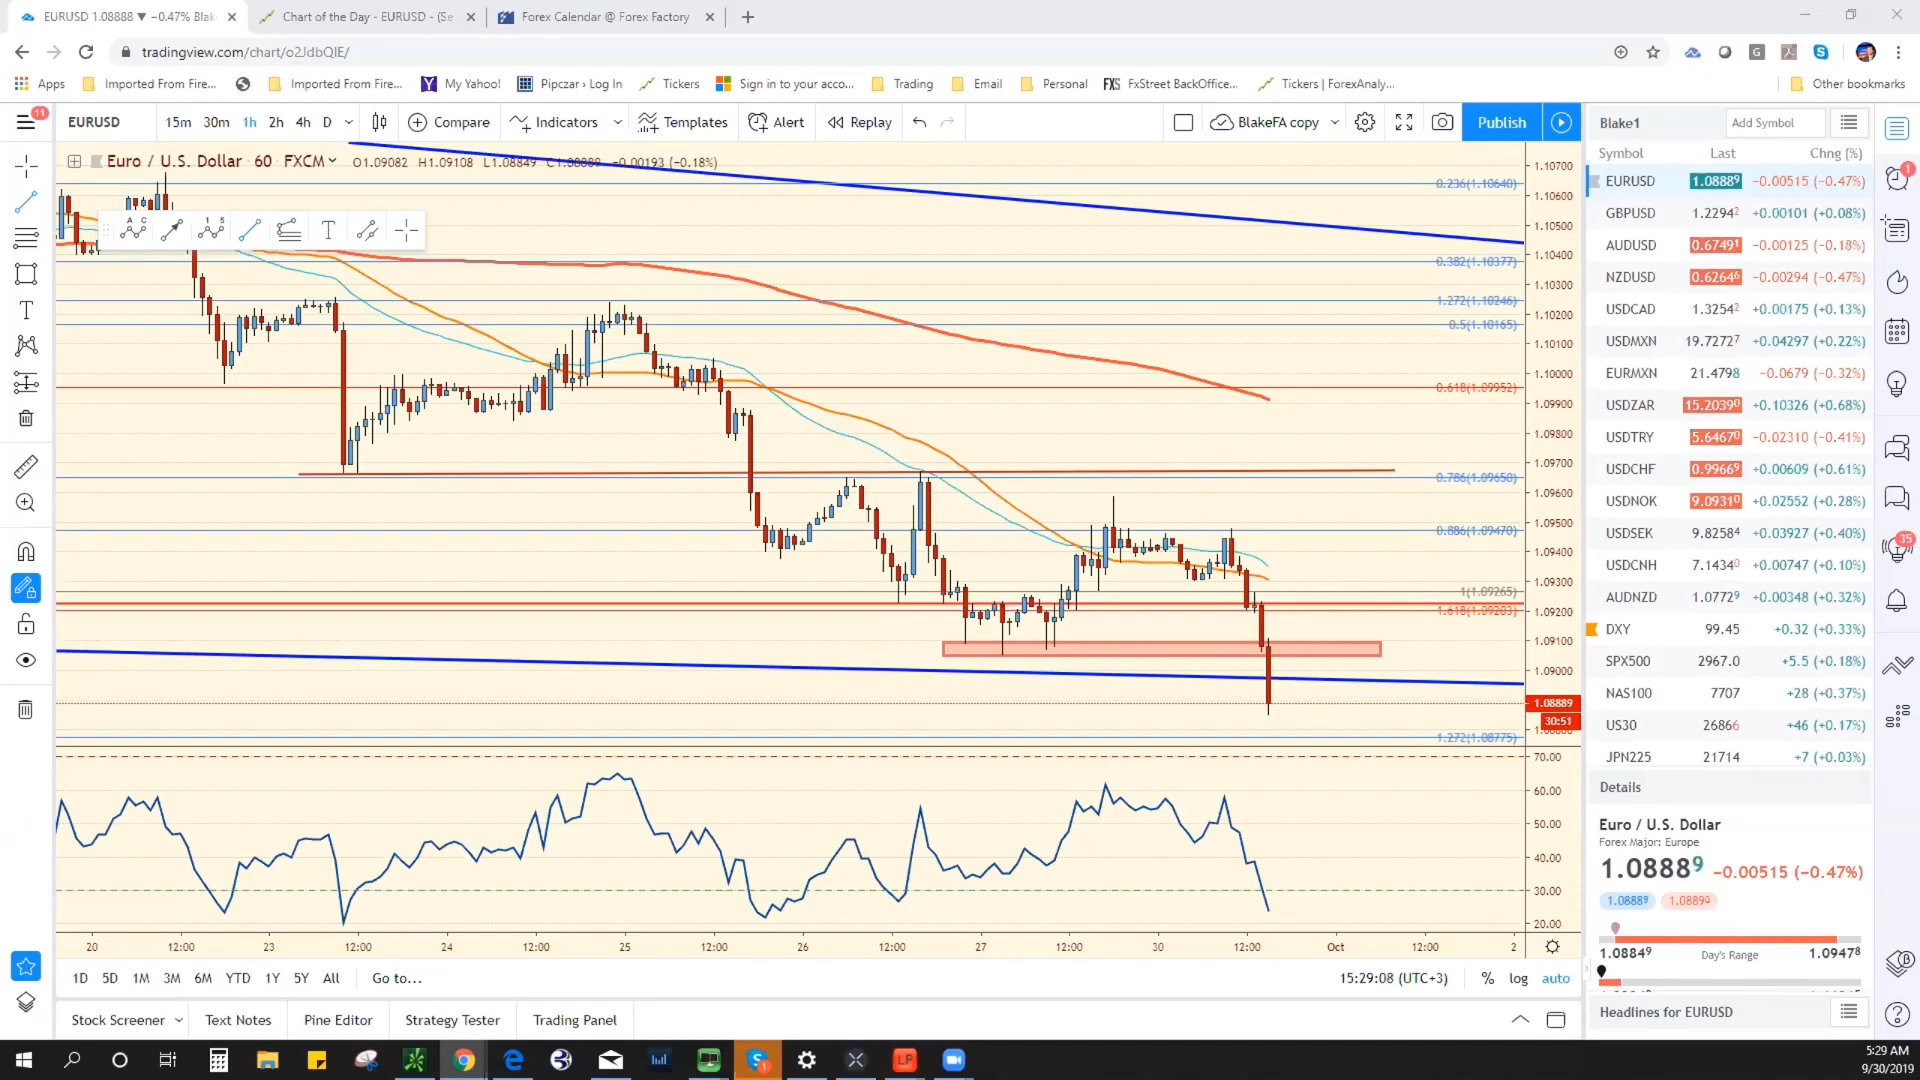 EURUSD 1.08888 ▼ −0.47% Blak
Chart of the Day - EURUSD - (Se
Forex Calendar @ Forex Factory
tradingview.com/chart/o2JdbQIE/
Apps
Imported From Fire...
Imported From Fire...
My Yahoo!
Pipczar › Log In
Tickers
Sign in to your acco...
Trading
Email
Personal
FXS FxStreet BackOffice...
Tickers | ForexAnaly...
Other bookmarks
11
EURUSD
15m 30m 1h 2h 4h D
Compare
Indicators
Templates
Alert
Replay
BlakeFA copy
Publish
Euro / U.S. Dollar · 60 · FXCM
O1.09082 H1.09108 L1.08849 C1.08889 −0.00193 (−0.18%)
A C
1 5
T
0.236(1.10640)
0.382(1.10377)
1.272(1.10246)
0.5(1.10165)
0.618(1.09952)
0.786(1.09650)
0.886(1.09470)
1(1.09265)
1.618(1.09203)
1.272(1.08775)
1.10700
1.10600
1.10500
1.10400
1.10300
1.10200
1.10100
1.10000
1.09900
1.09800
1.09700
1.09600
1.09500
1.09400
1.09300
1.09200
1.09100
1.09000
1.08889
30:51
70.00
60.00
50.00
40.00
30.00
20.00
20 12:00 23 12:00 24 12:00 25 12:00 26 12:00 27 12:00 30 12:00 Oct 12:00 2
1D 5D 1M 3M 6M YTD 1Y 5Y All Go to...
15:29:08 (UTC+3) % log auto
Stock Screener
Text Notes
Pine Editor
Strategy Tester
Trading Panel
Blake1
Add Symbol
Symbol Last Chng (%)
EURUSD 1.08889 −0.00515 (−0.47%)
GBPUSD 1.22942 +0.00101 (+0.08%)
AUDUSD 0.67491 −0.00125 (−0.18%)
NZDUSD 0.62646 −0.00294 (−0.47%)
USDCAD 1.32542 +0.00175 (+0.13%)
USDMXN 19.72727 +0.04297 (+0.22%)
EURMXN 21.4798 −0.0679 (−0.32%)
USDZAR 15.20390 +0.10326 (+0.68%)
USDTRY 5.64670 −0.02310 (−0.41%)
USDCHF 0.99669 +0.00609 (+0.61%)
USDNOK 9.09310 +0.02552 (+0.28%)
USDSEK 9.82584 +0.03927 (+0.40%)
USDCNH 7.14340 +0.00747 (+0.10%)
AUDNZD 1.07729 +0.00348 (+0.32%)
DXY 99.45 +0.32 (+0.33%)
SPX500 2967.0 +5.5 (+0.18%)
NAS100 7707 +28 (+0.37%)
US30 26866 +46 (+0.17%)
JPN225 21714 +7 (+0.03%)
Details
Euro / U.S. Dollar
Forex Major: Europe
1.08889 −0.00515 (−0.47%)
1.08889 1.08890
1.08849 Day's Range 1.09478
Headlines for EURUSD
1
35
5:29 AM
9/30/2019